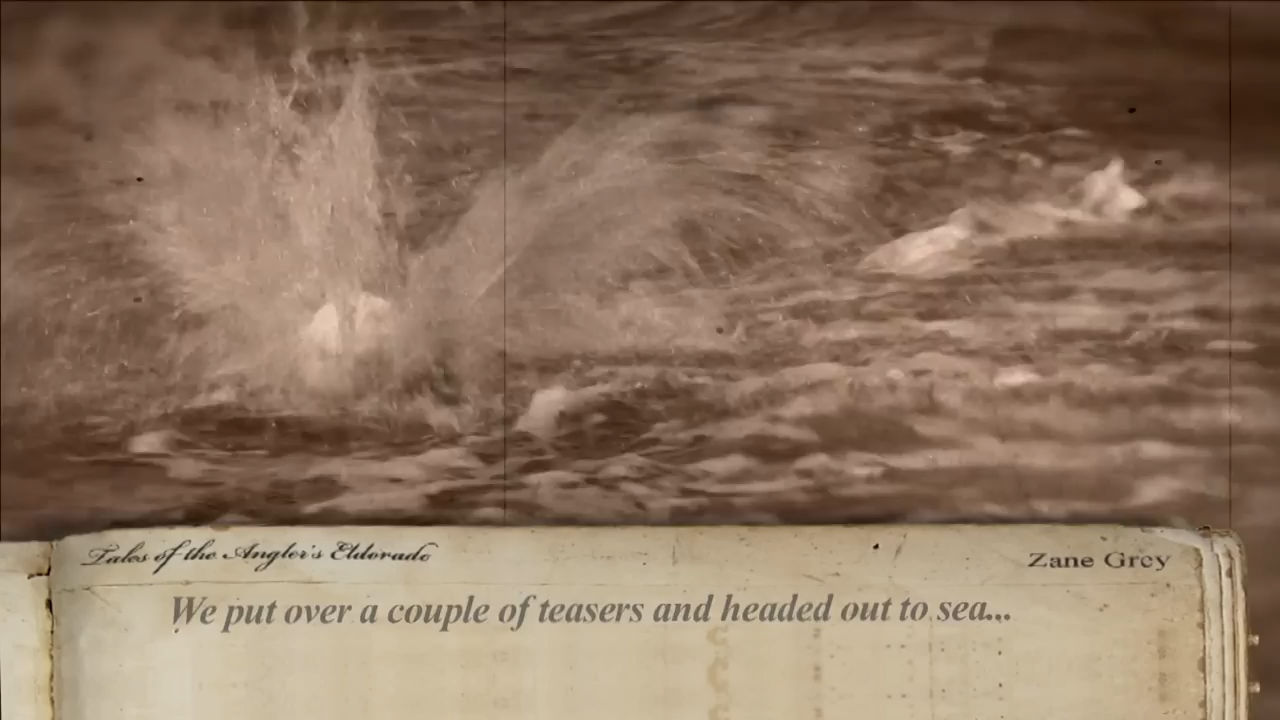 Tales of the Angler's Eldorado
Zane Grey
We put over a couple of teasers and headed out to sea...